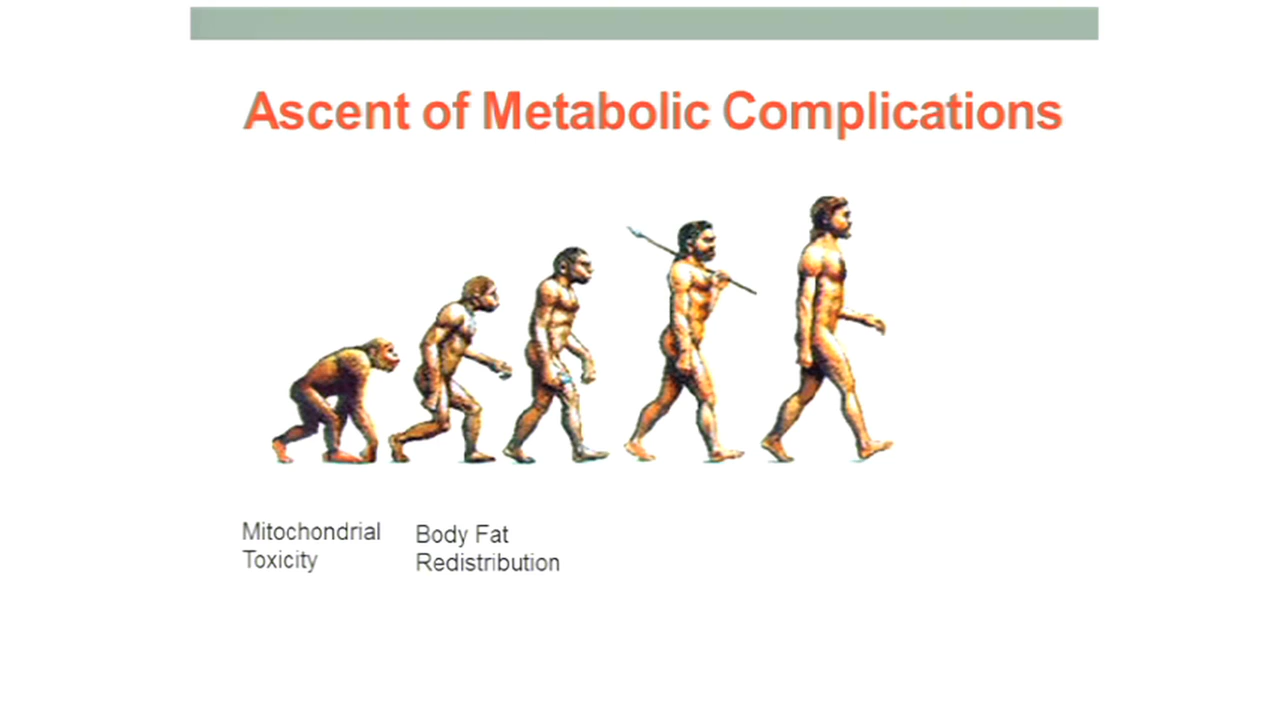 Ascent of Metabolic Complications
Mitochondrial
Toxicity
Body Fat
Redistribution